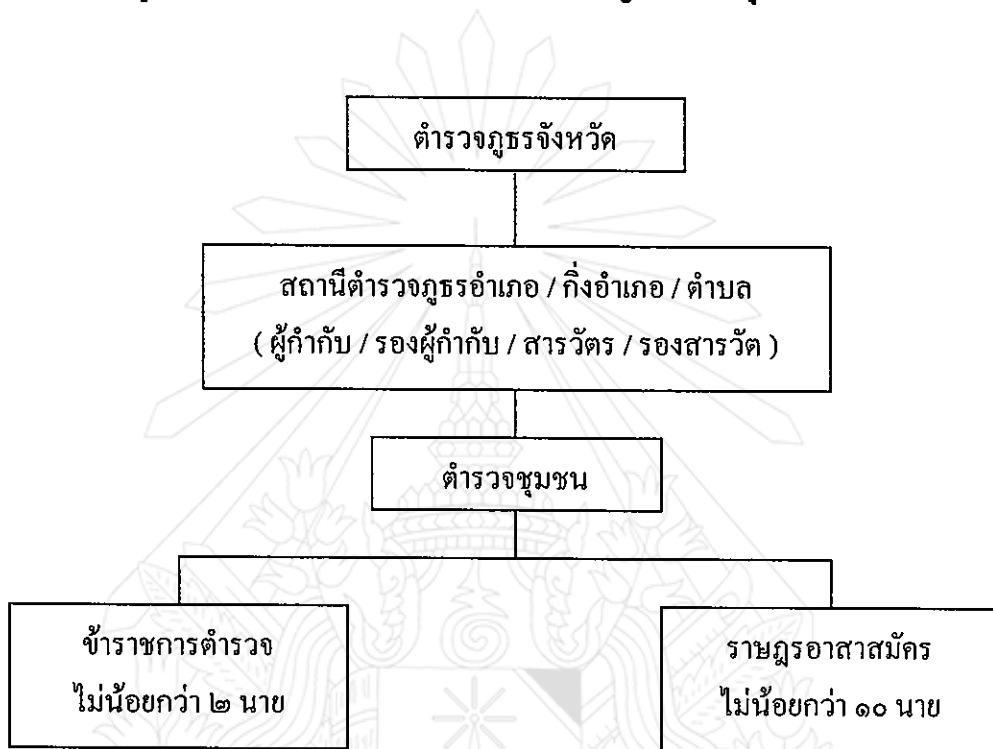 ตำรวจภูธรจังหวัด
สถานีตำรวจภูธรอำเภอ / กิ่งอำเภอ / ตำบล
( ผู้กำกับ / รองผู้กำกับ / สารวัตร / รองสารวัต )
ตำรวจชุมชน
ข้าราชการตำรวจ
ไม่น้อยกว่า ๒ นาย
ราษฎรอาสาสมัคร
ไม่น้อยกว่า ๑๐ นาย